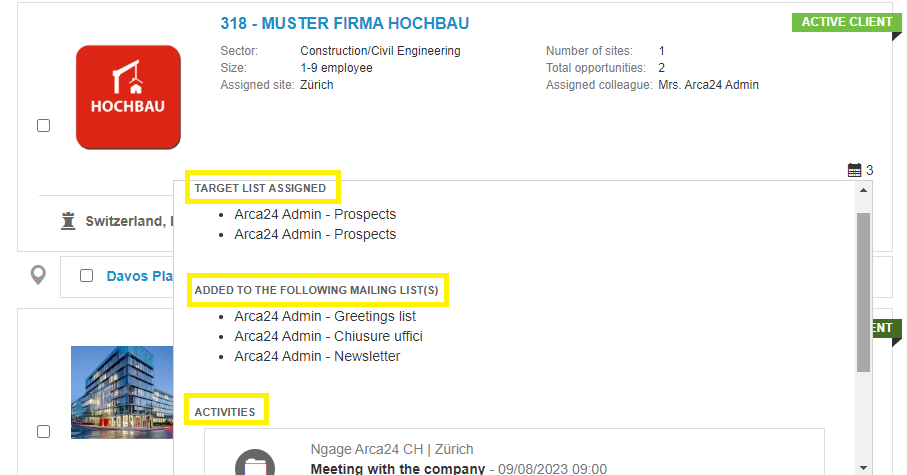 318 - MUSTER FIRMA HOCHBAU
ACTIVE CLIENT
HOCHBAU
Sector: Construction/Civil Engineering
Size: 1-9 employee
Assigned site: Zürich
Number of sites: 1
Total opportunities: 2
Assigned colleague: Mrs. Arca24 Admin
3
Switzerland,
Davos Pla
TARGET LIST ASSIGNED
• Arca24 Admin - Prospects
• Arca24 Admin - Prospects
ADDED TO THE FOLLOWING MAILING LIST(S)
• Arca24 Admin - Greetings list
• Arca24 Admin - Chiusure uffici
• Arca24 Admin - Newsletter
ENT
ACTIVITIES
Ngage Arca24 CH | Zürich
Meeting with the company - 09/08/2023 09:00